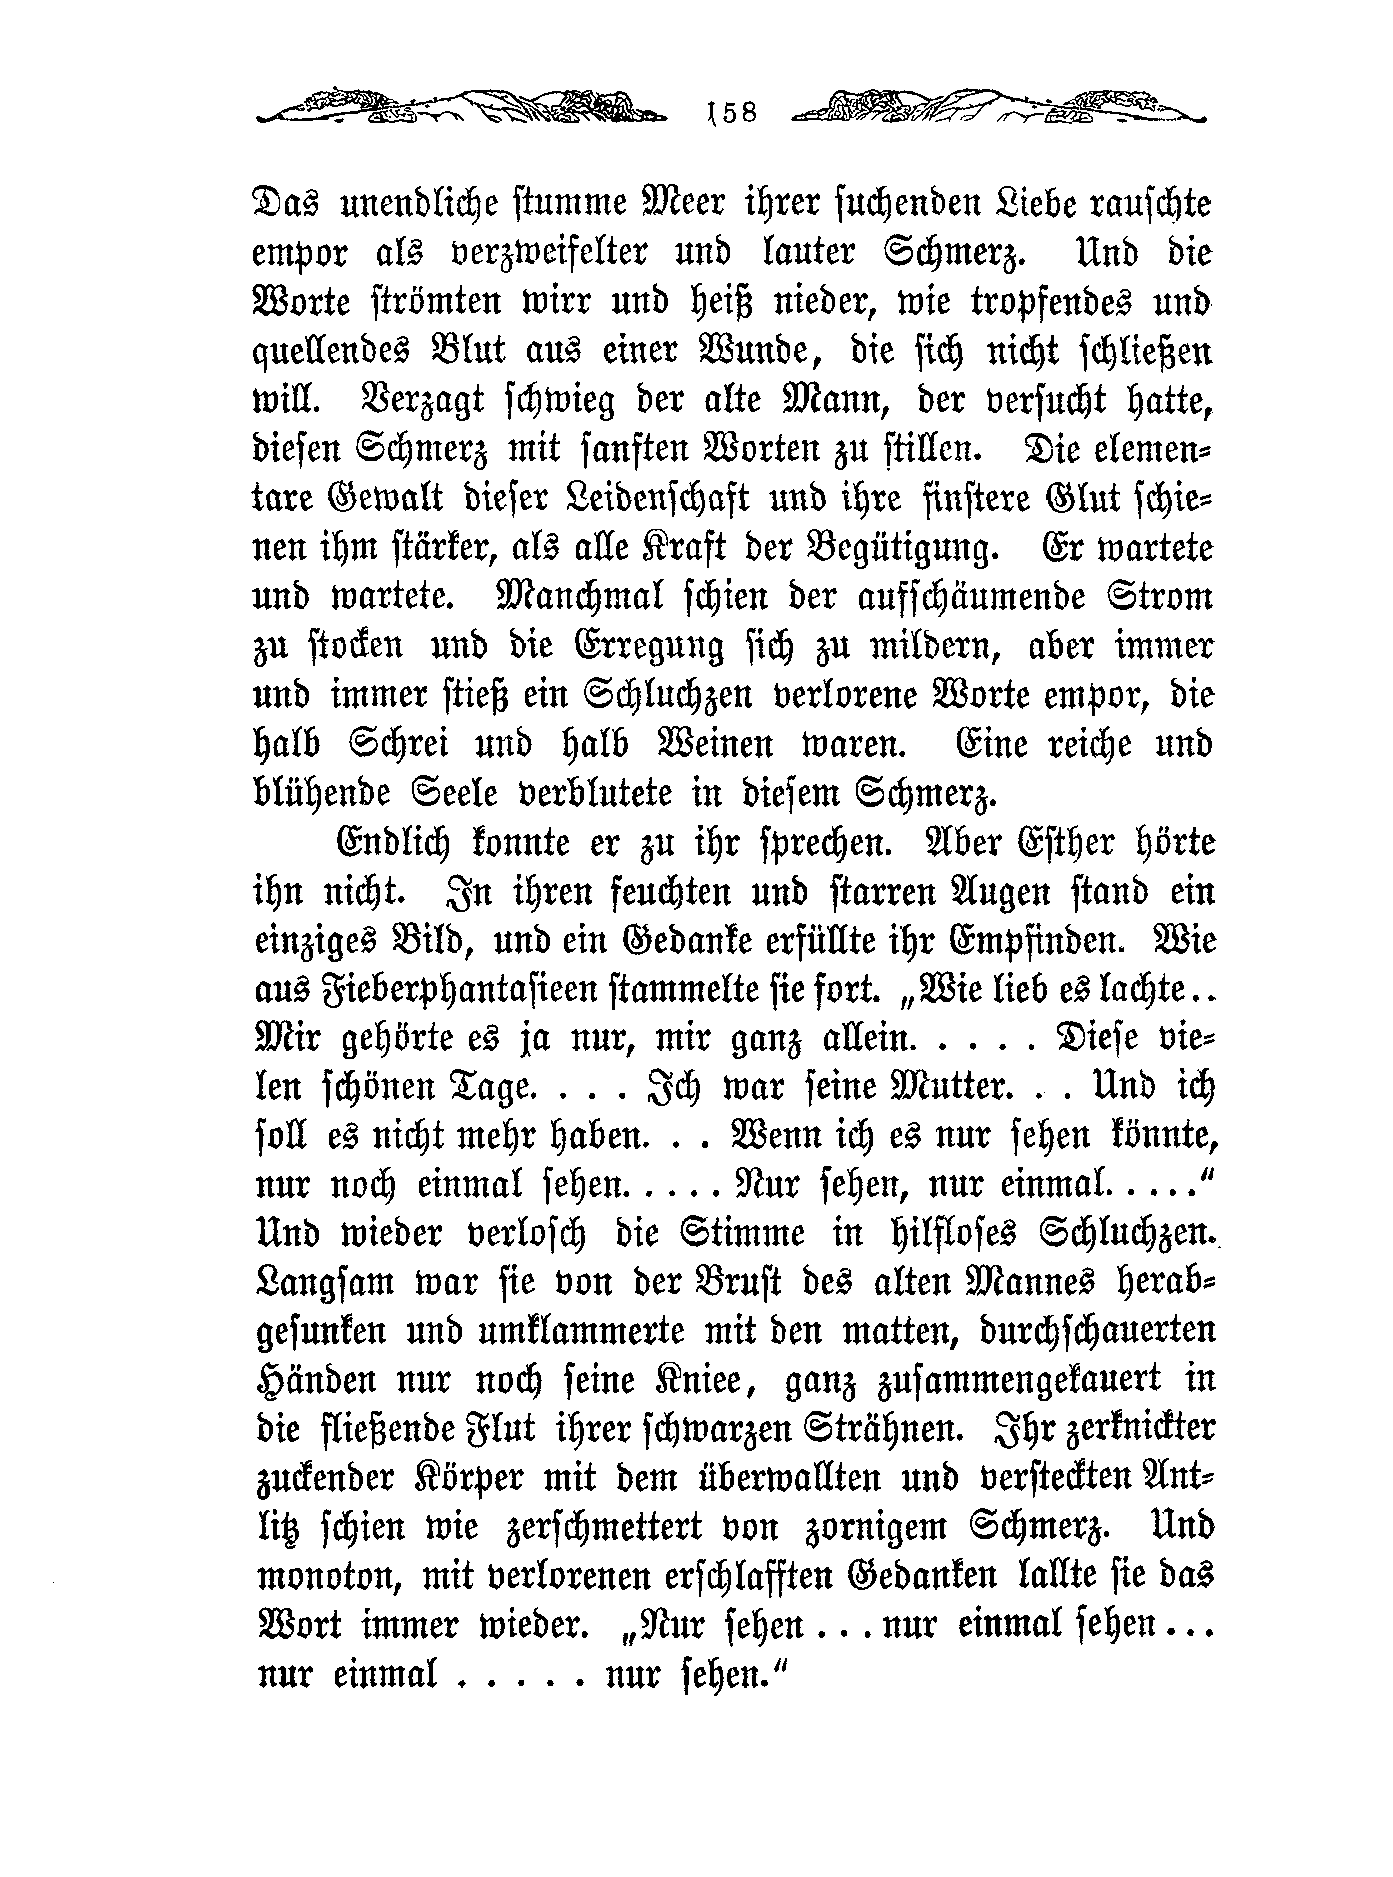 158
Das unendliche stumme Meer ihrer suchenden Liebe rauschte
empor als verzweifelter und lauter Schmerz. Und die
Worte strömten wirr und heiß nieder, wie tropfendes und
quellendes Blut aus einer Wunde, die sich nicht schließen
will. Verzagt schwieg der alte Mann, der versucht hatte,
diesen Schmerz mit sanften Worten zu stillen. Die elemen-
tare Gewalt dieser Leidenschaft und ihre finstere Glut schie-
nen ihm stärker, als alle Kraft der Begütigung. Er wartete
und wartete. Manchmal schien der aufschäumende Strom
zu stocken und die Erregung sich zu mildern, aber immer
und immer stieß ein Schluchzen verlorene Worte empor, die
halb Schrei und halb Weinen waren. Eine reiche und
blühende Seele verblutete in diesem Schmerz.
Endlich konnte er zu ihr sprechen. Aber Esther hörte
ihn nicht. In ihren feuchten und starren Augen stand ein
einziges Bild, und ein Gedanke erfüllte ihr Empfinden. Wie
aus Fieberphantasieen stammelte sie fort. „Wie lieb es lachte..
Mir gehörte es ja nur, mir ganz allein. . . . . Diese vie-
len schönen Tage. . . . Ich war seine Mutter. . . Und ich
soll es nicht mehr haben. . . Wenn ich es nur sehen könnte,
nur noch einmal sehen. . . . . Nur sehen, nur einmal. . . . .“
Und wieder verlosch die Stimme in hilfloses Schluchzen.
Langsam war sie von der Brust des alten Mannes herab-
gesunken und umklammerte mit den matten, durchschauerten
Händen nur noch seine Kniee, ganz zusammengekauert in
die fließende Flut ihrer schwarzen Strähnen. Ihr zerknickter
zuckender Körper mit dem überwallten und versteckten Ant-
litz schien wie zerschmettert von zornigem Schmerz. Und
monoton, mit verlorenen erschlafften Gedanken lallte sie das
Wort immer wieder. „Nur sehen . . . nur einmal sehen . . .
nur einmal . . . . . nur sehen.“